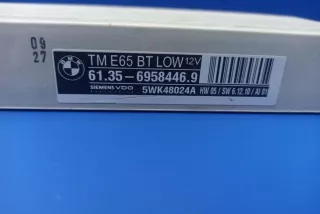 09
27
BMW
TM E65 BT LOW 12V
61.35-6958446.9
SIEMENS VDO 5WK48024A HW 05 / SW 6.12.10 / AI 01